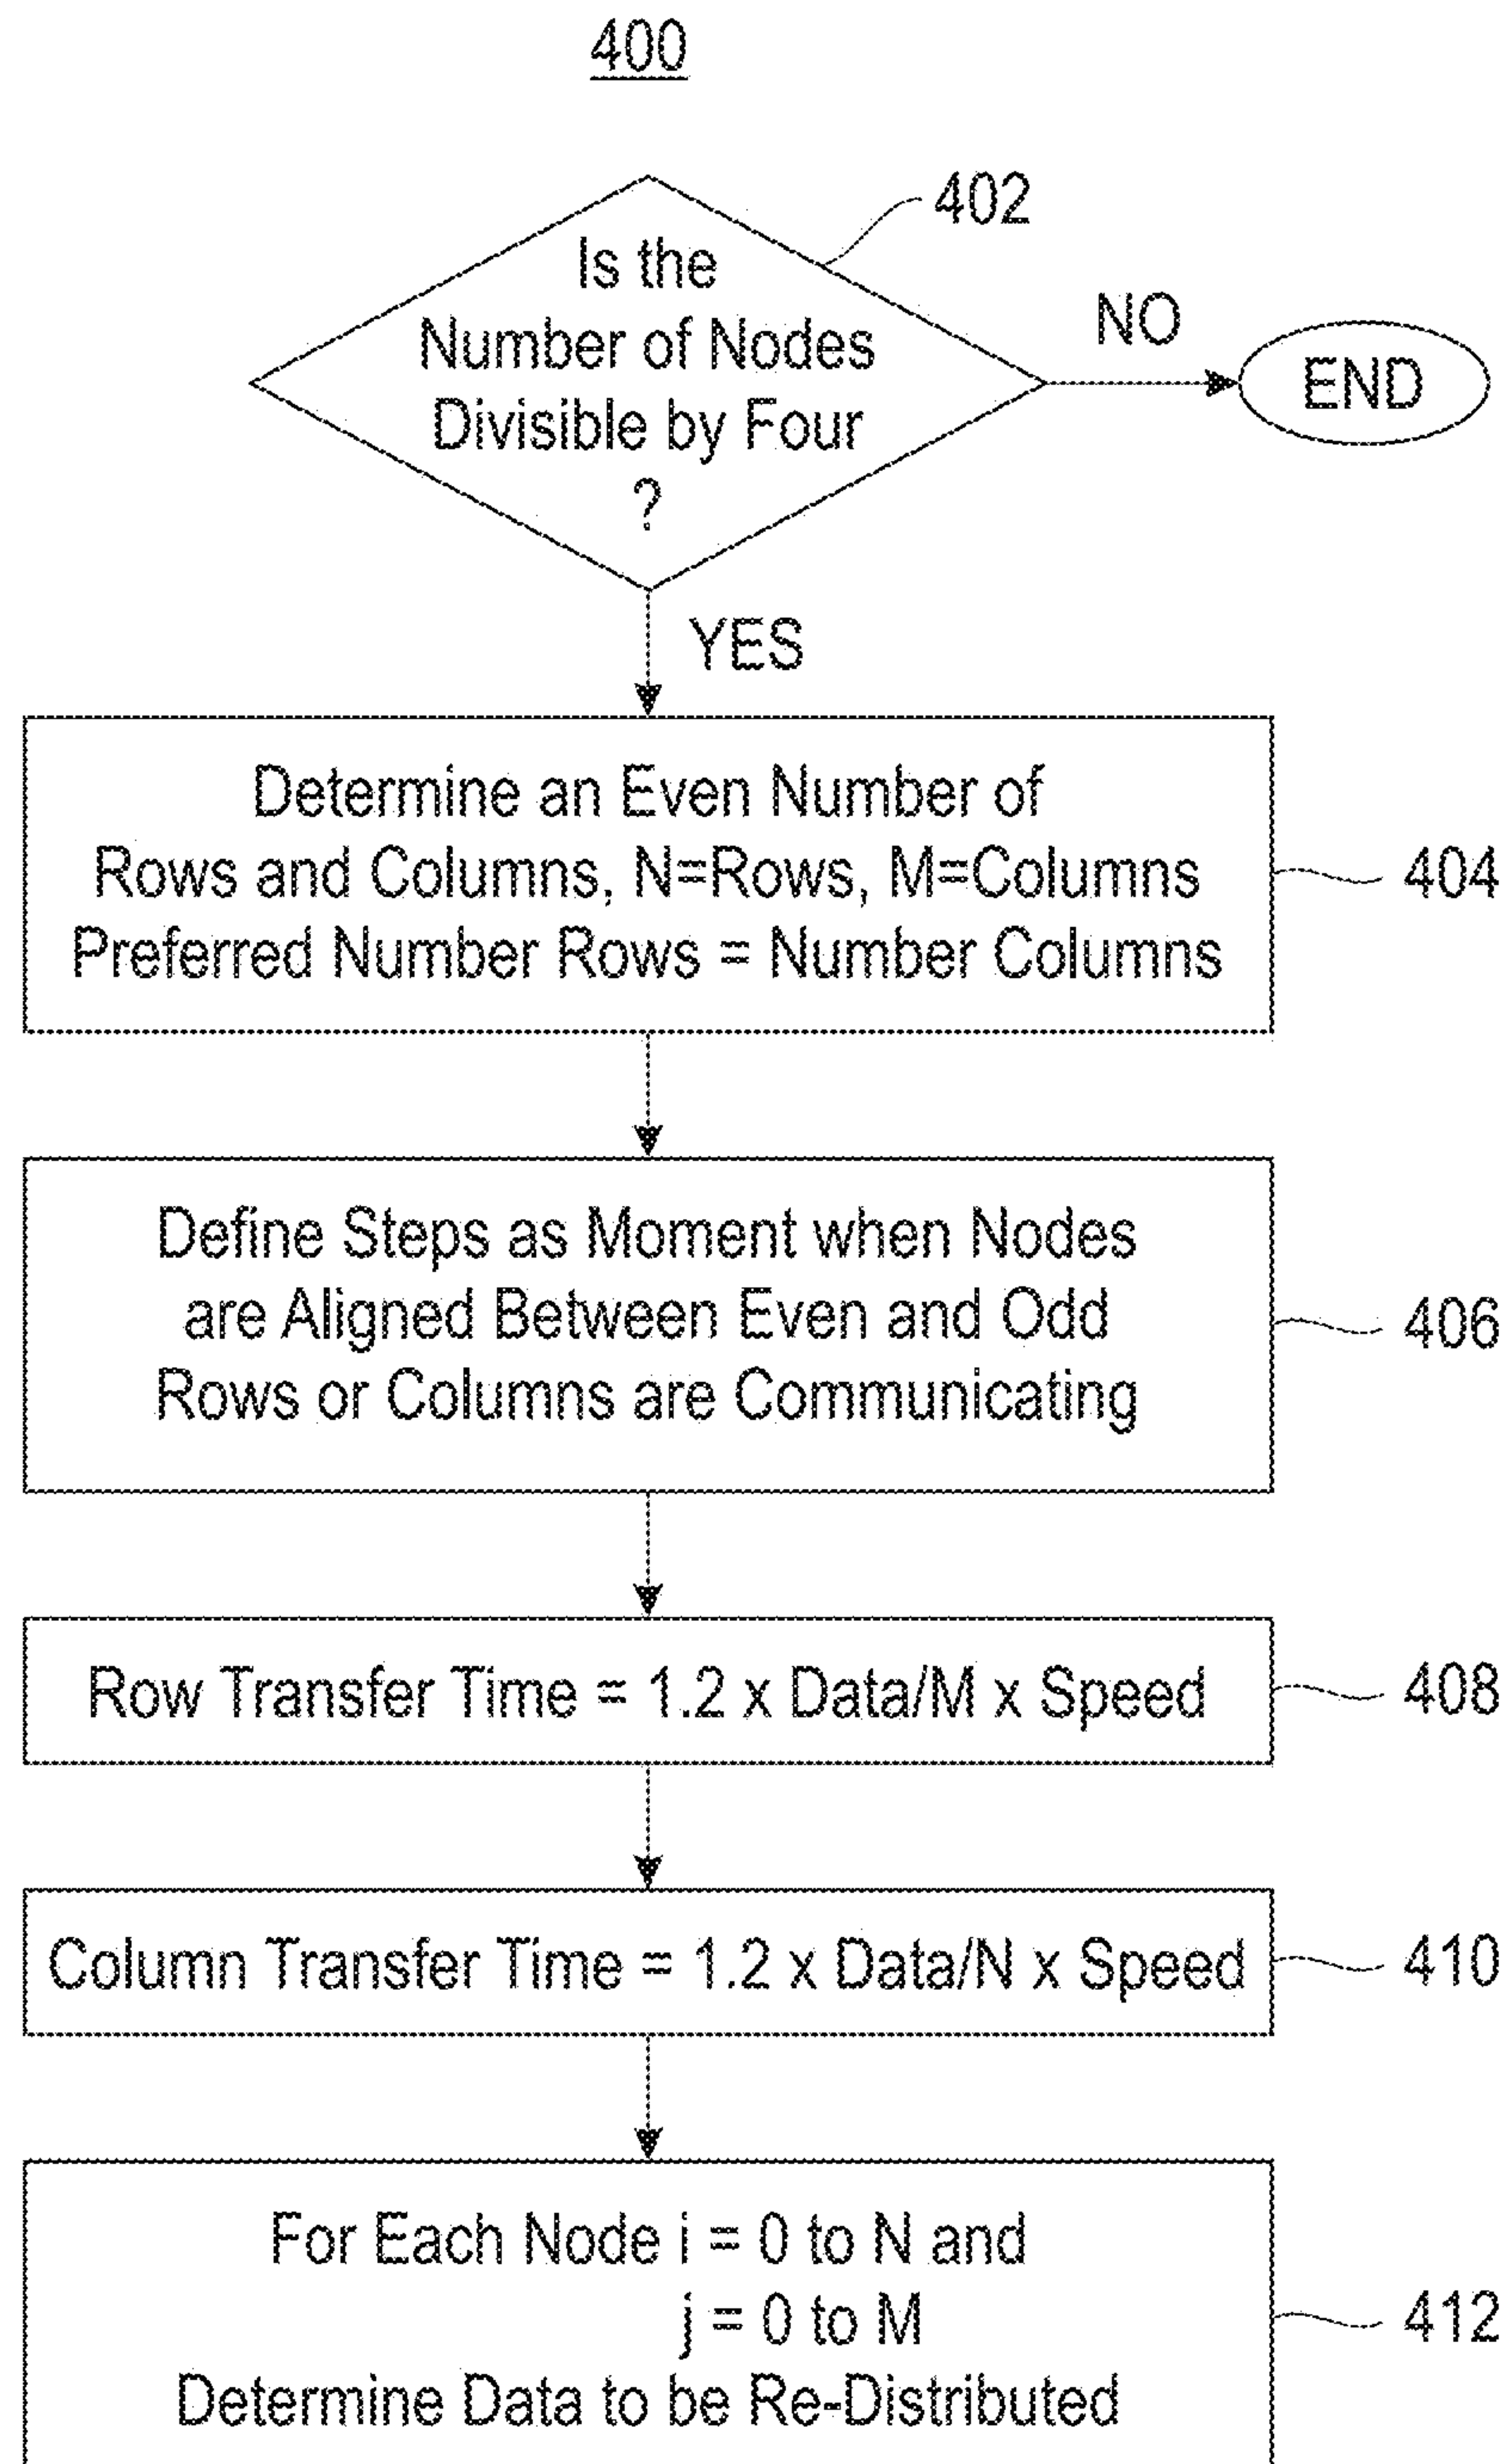 400
402
Is the
Number of Nodes
Divisible by Four
?
NO
END
YES
Determine an Even Number of
Rows and Columns, N=Rows, M=Columns
Preferred Number Rows = Number Columns
404
Define Steps as Moment when Nodes
are Aligned Between Even and Odd
Rows or Columns are Communicating
406
Row Transfer Time = 1.2 x Data/M x Speed
408
Column Transfer Time = 1.2 x Data/N x Speed
410
For Each Node i = 0 to N and
j = 0 to M
Determine Data to be Re-Distributed
412